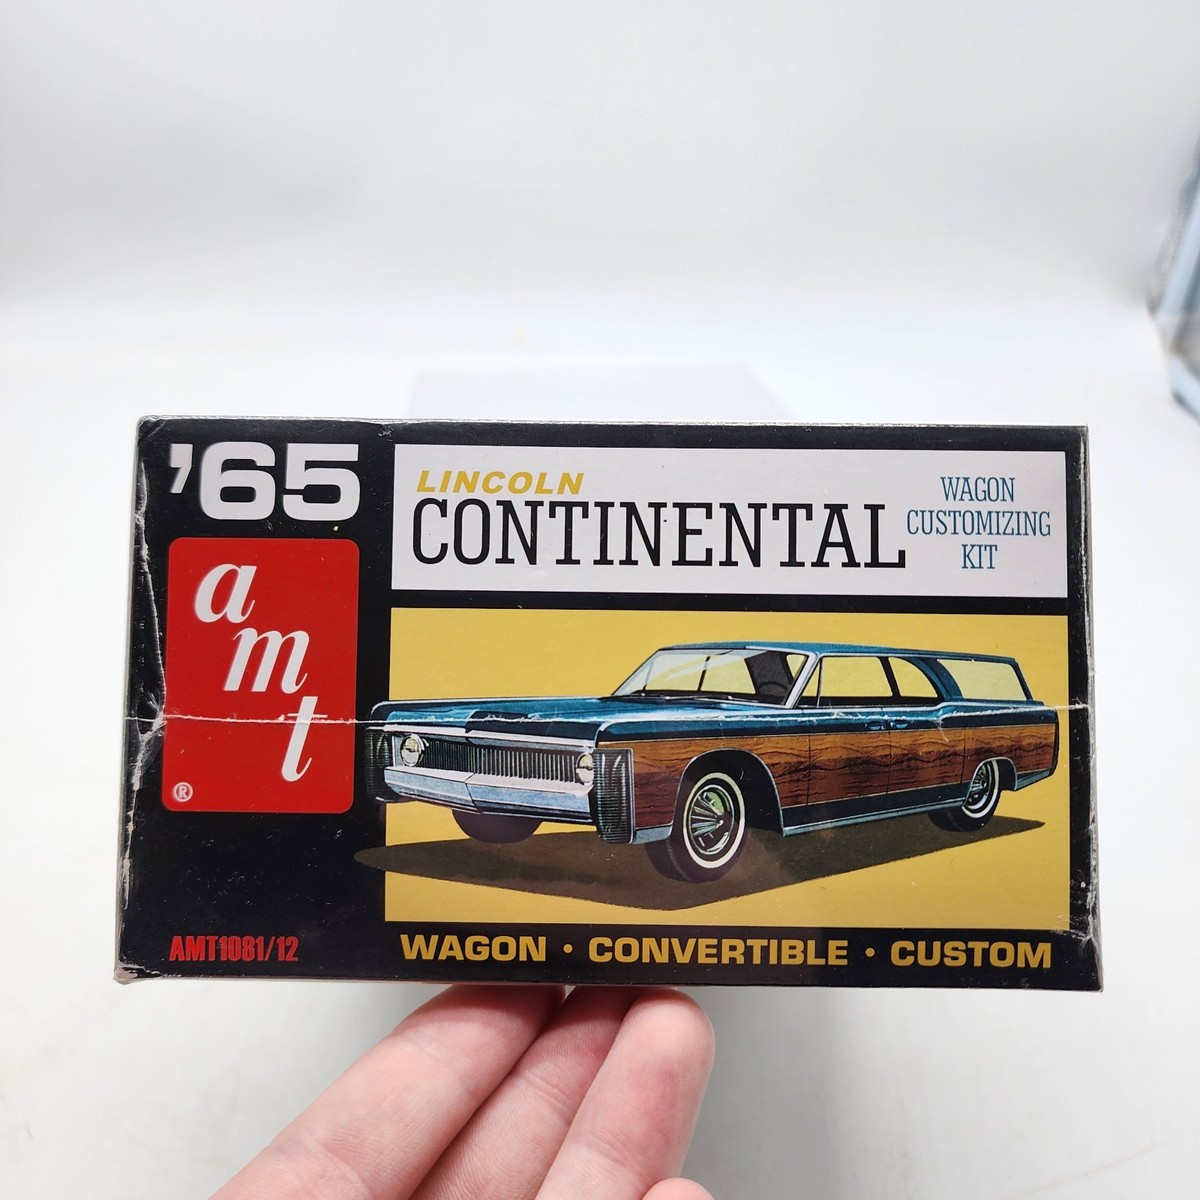 '65
LINCOLN
CONTINENTAL
WAGON
CUSTOMIZING
KIT
amt
®
AMT1081/12
WAGON • CONVERTIBLE • CUSTOM